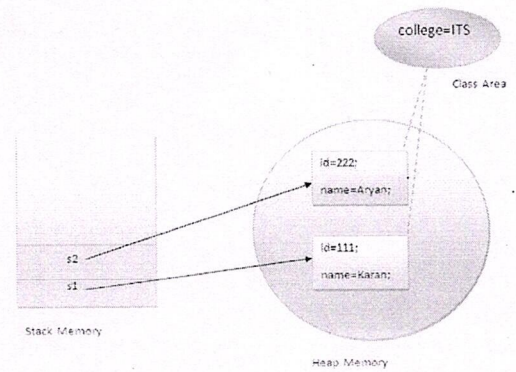 college=ITS
Class Area
id=222;
name=Aryan;
id=111;
name=Karan;
s2
s1
Stack Memory
Heap Memory